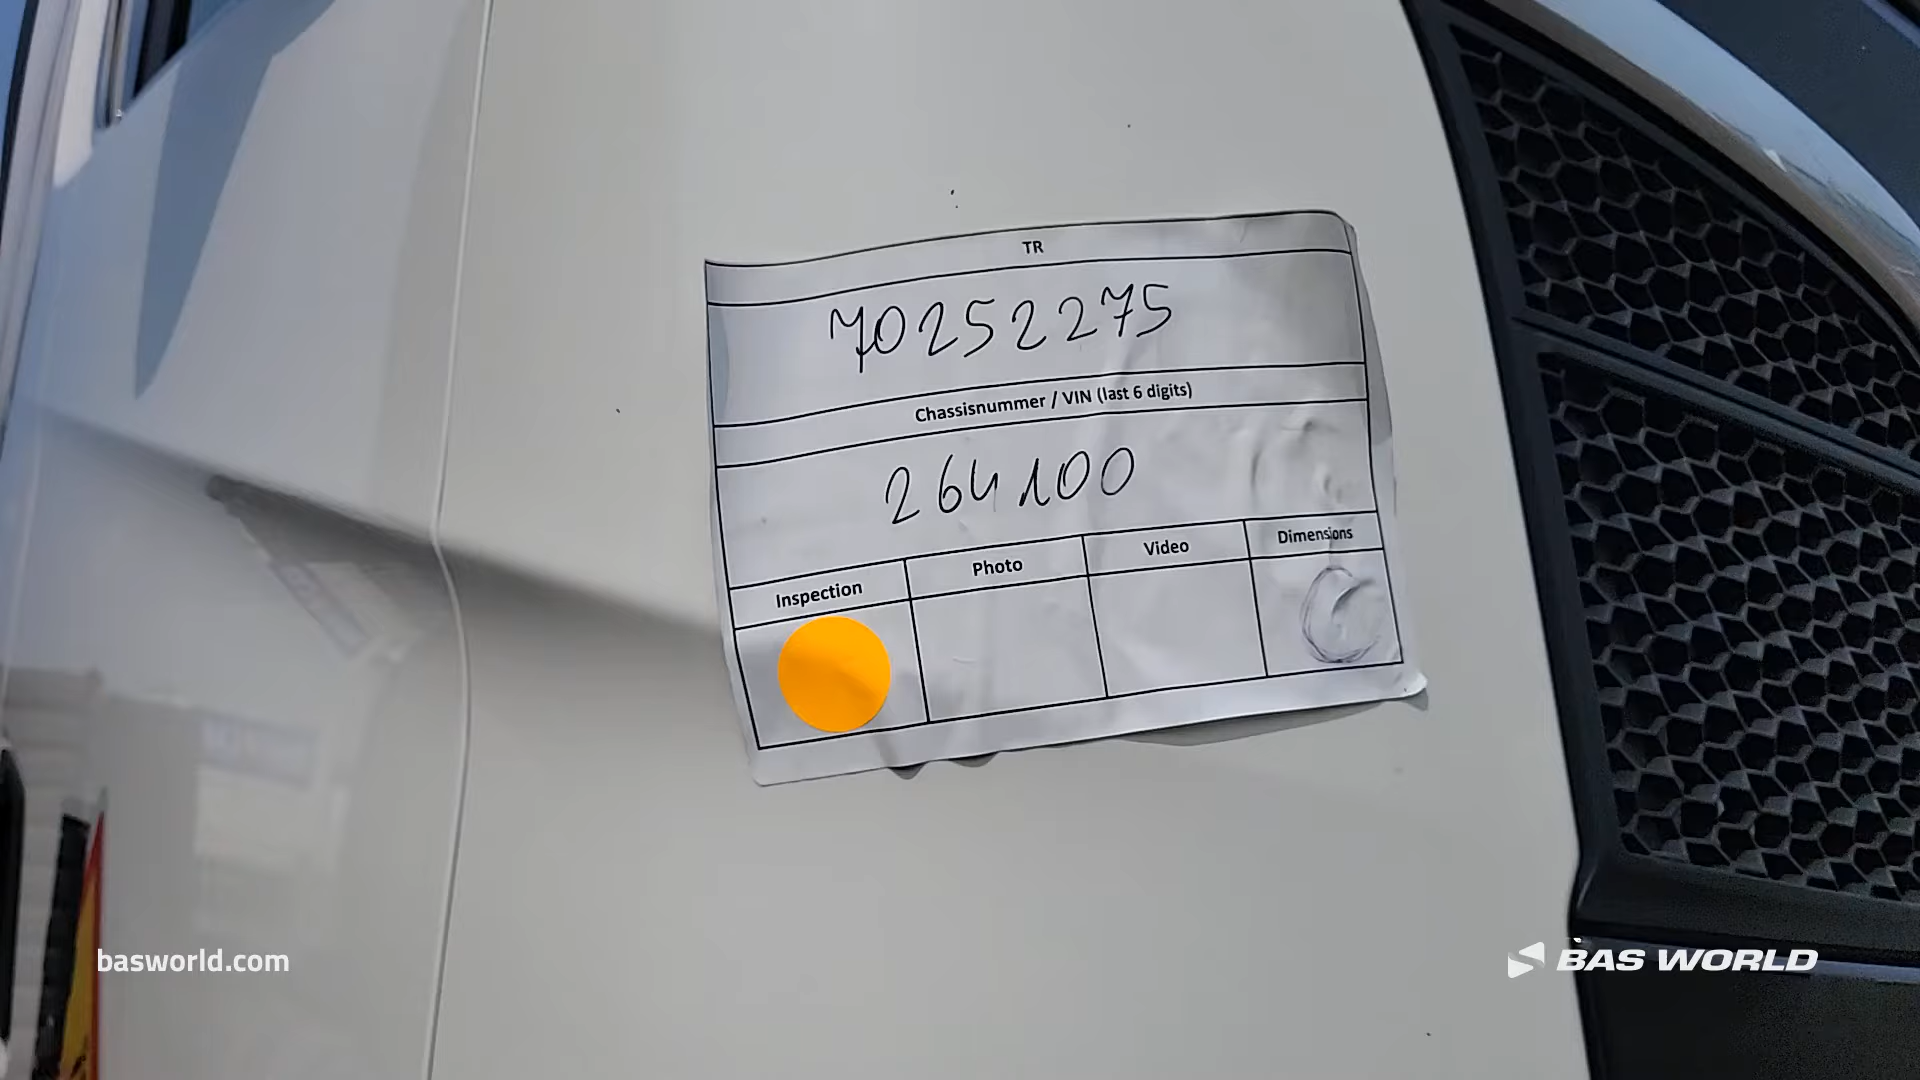 TR
70252275
Chassisnummer / VIN (last 6 digits)
264100
Inspection Photo Video Dimensions
basworld.com
BAS WORLD